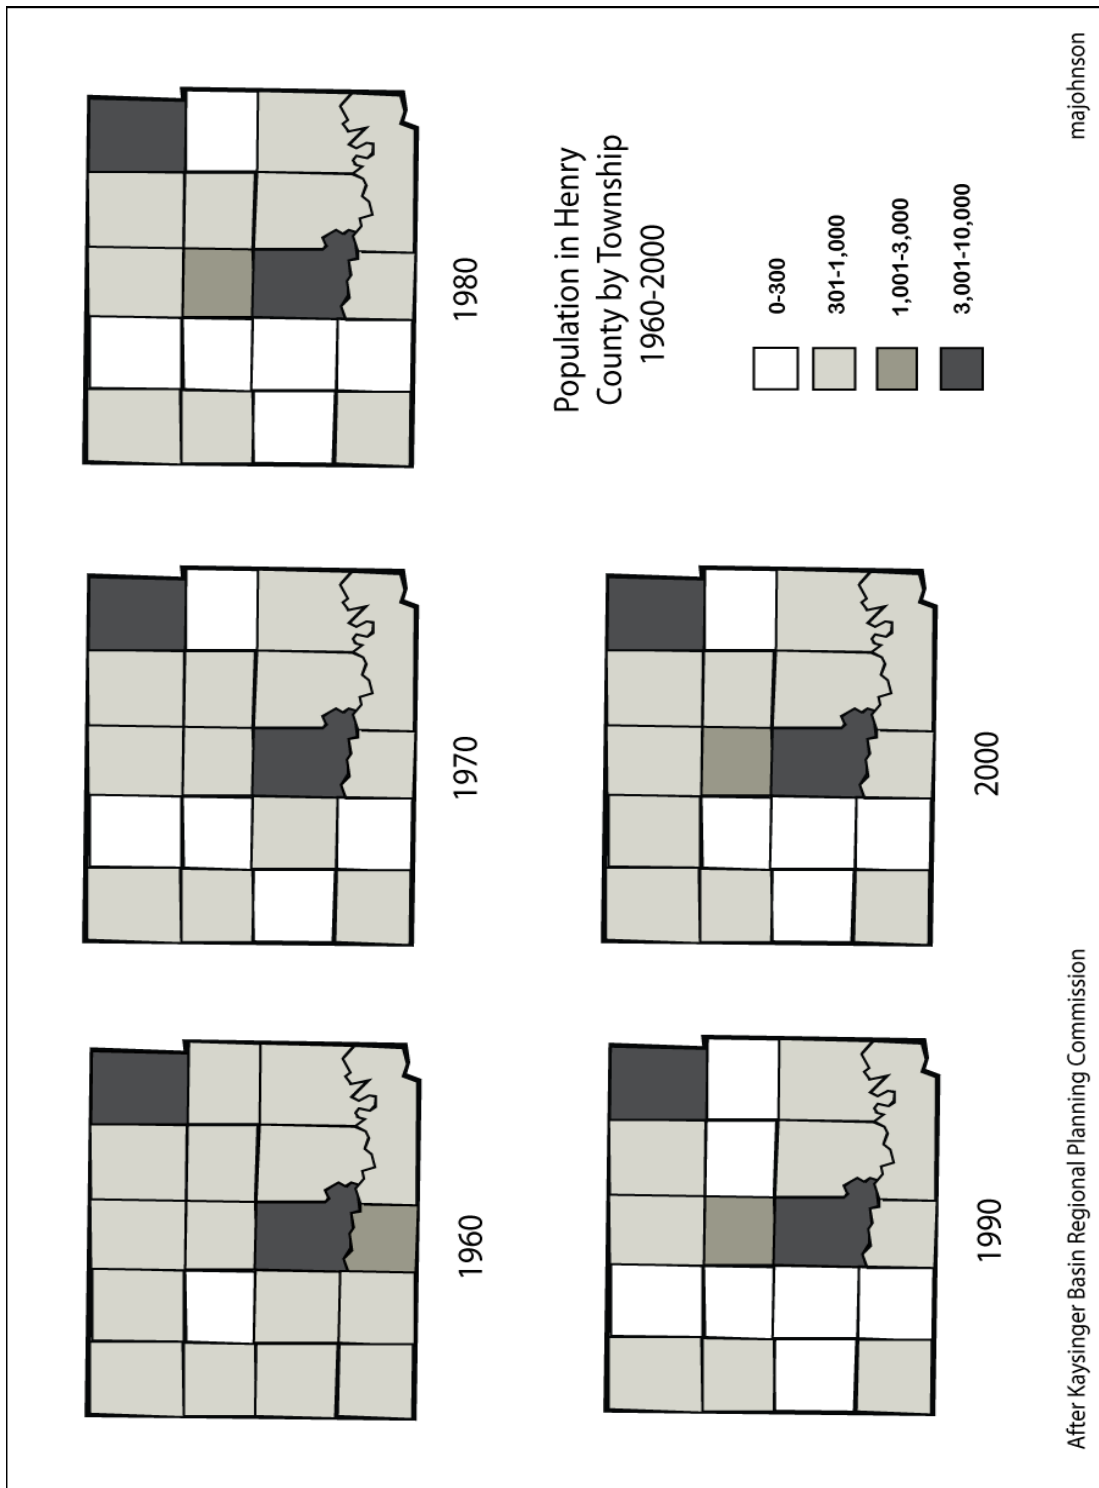 1960
1970
1980
1990
2000
Population in Henry
County by Township
1960-2000
0-300
301-1,000
1,001-3,000
3,001-10,000
After Kaysinger Basin Regional Planning Commission
majohnson